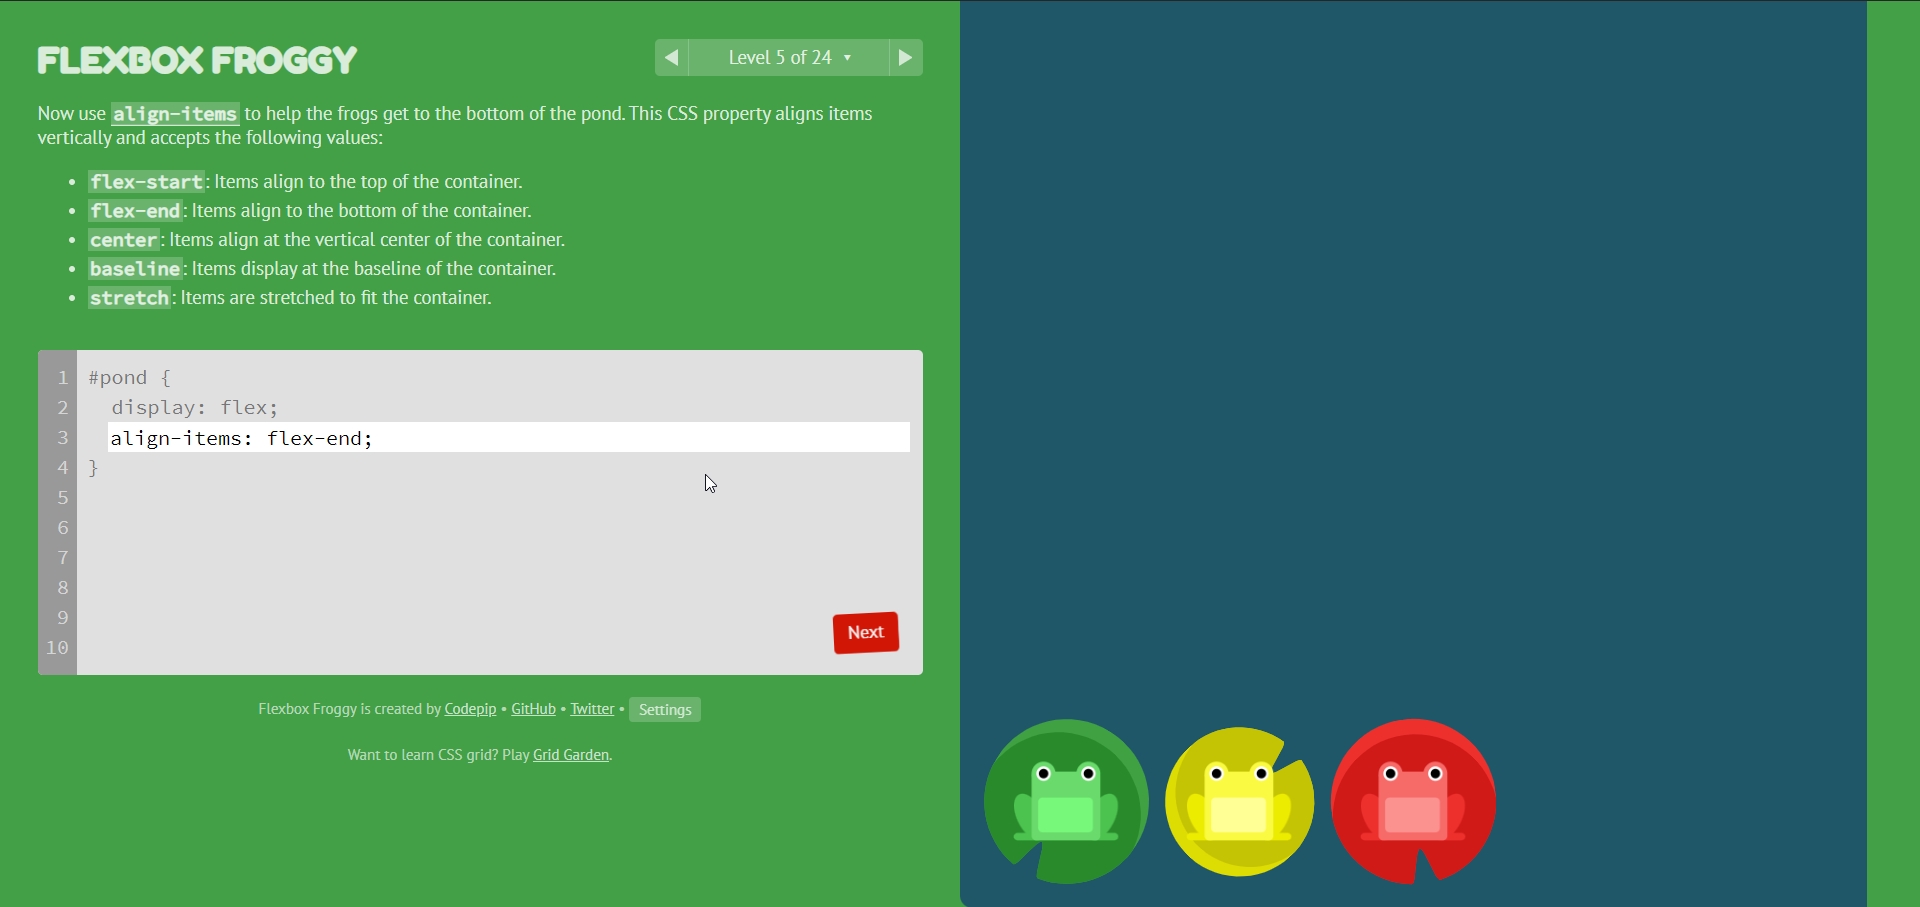 FLEXBOX FROGGY
Level 5 of 24
Now use align-items to help the frogs get to the bottom of the pond. This CSS property aligns items
vertically and accepts the following values:
• flex-start: Items align to the top of the container.
• flex-end: Items align to the bottom of the container.
• center: Items align at the vertical center of the container.
• baseline: Items display at the baseline of the container.
• stretch: Items are stretched to fit the container.
1 #pond {
2 display: flex;
3 align-items: flex-end;
4 }
5
6
7
8
9
10
Next
Flexbox Froggy is created by Codepip • GitHub • Twitter • Settings
Want to learn CSS grid? Play Grid Garden.